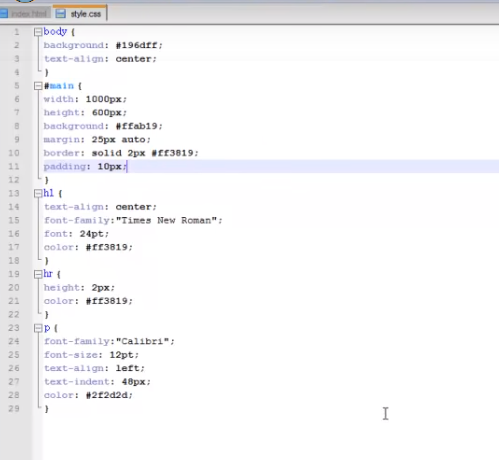 index.html style.css
1 body {
2 background: #196dff;
3 text-align: center;
4 }
5 #main {
6 width: 1000px;
7 height: 600px;
8 background: #ffab19;
9 margin: 25px auto;
10 border: solid 2px #ff3819;
11 padding: 10px;
12 }
13 h1 {
14 text-align: center;
15 font-family:"Times New Roman";
16 font: 24pt;
17 color: #ff3819;
18 }
19 hr {
20 height: 2px;
21 color: #ff3819;
22 }
23 p {
24 font-family:"Calibri";
25 font-size: 12pt;
26 text-align: left;
27 text-indent: 48px;
28 color: #2f2d2d;
29 }